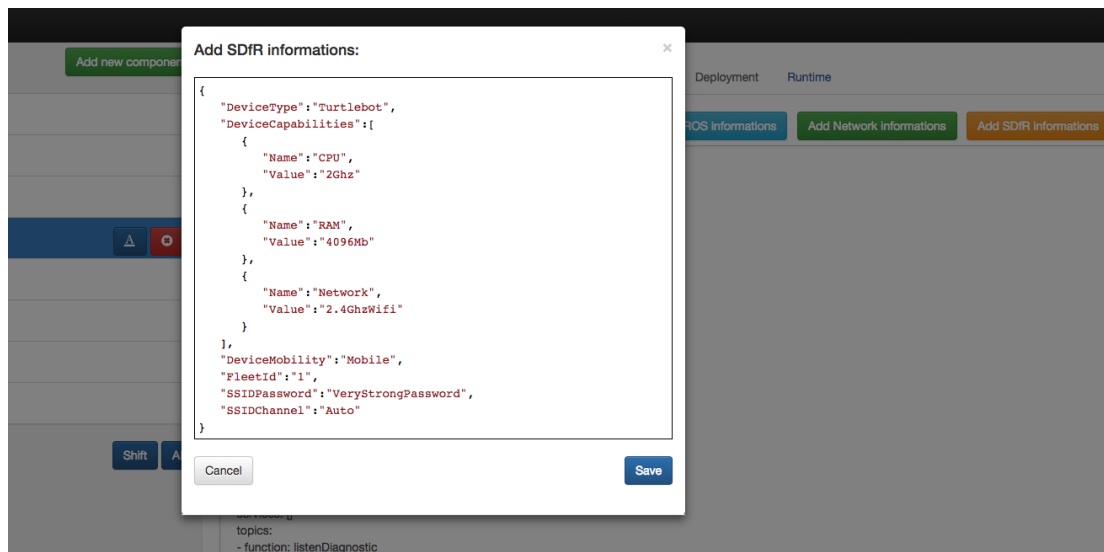 Add new componen
Add SDfR informations:
×
Deployment
Runtime
ROS Informations
Add Network informations
Add SDfR informations
{
"DeviceType":"Turtlebot",
"DeviceCapabilities":[
{
"Name":"CPU",
"Value":"2Ghz"
},
{
"Name":"RAM",
"Value":"4096Mb"
},
{
"Name":"Network",
"Value":"2.4GhzWifi"
}
],
"DeviceMobility":"Mobile",
"FleetId":"1",
"SSIDPassword":"VeryStrongPassword",
"SSIDChannel":"Auto"
}
A
Shift
A
Cancel
Save
topics:
- function: listenDiagnostic